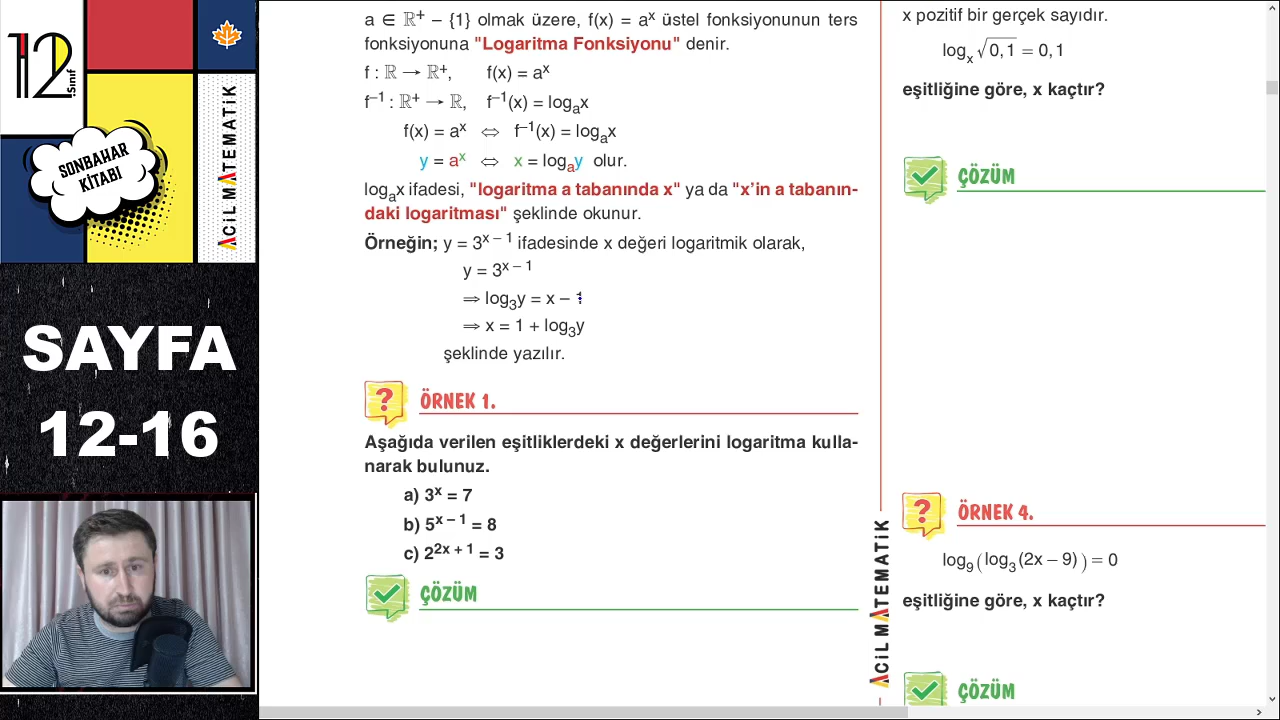 12
.Sınıf
SONBAHAR
KİTABI
ACİL MATEMATİK
SAYFA
12-16
a ∈ ℝ⁺ – {1} olmak üzere, f(x) = aˣ üstel fonksiyonunun ters
fonksiyonuna "Logaritma Fonksiyonu" denir.
f : ℝ → ℝ⁺, f(x) = aˣ
f⁻¹ : ℝ⁺ → ℝ, f⁻¹(x) = logₐx
f(x) = aˣ ⇔ f⁻¹(x) = logₐx
y = aˣ ⇔ x = logₐy olur.
logₐx ifadesi, "logaritma a tabanında x" ya da "x'in a tabanın-
daki logaritması" şeklinde okunur.
Örneğin; y = 3ˣ⁻¹ ifadesinde x değeri logaritmik olarak,
y = 3ˣ⁻¹
⇒ log₃y = x – 1
⇒ x = 1 + log₃y
şeklinde yazılır.
? ÖRNEK 1.
Aşağıda verilen eşitliklerdeki x değerlerini logaritma kulla-
narak bulunuz.
a) 3ˣ = 7
b) 5ˣ⁻¹ = 8
c) 2²ˣ⁺¹ = 3
ÇÖZÜM
ACİL MATEMATİK
x pozitif bir gerçek sayıdır.
logₓ√0,1 = 0,1
eşitliğine göre, x kaçtır?
ÇÖZÜM
? ÖRNEK 4.
log₉(log₃(2x – 9)) = 0
eşitliğine göre, x kaçtır?
ÇÖZÜM